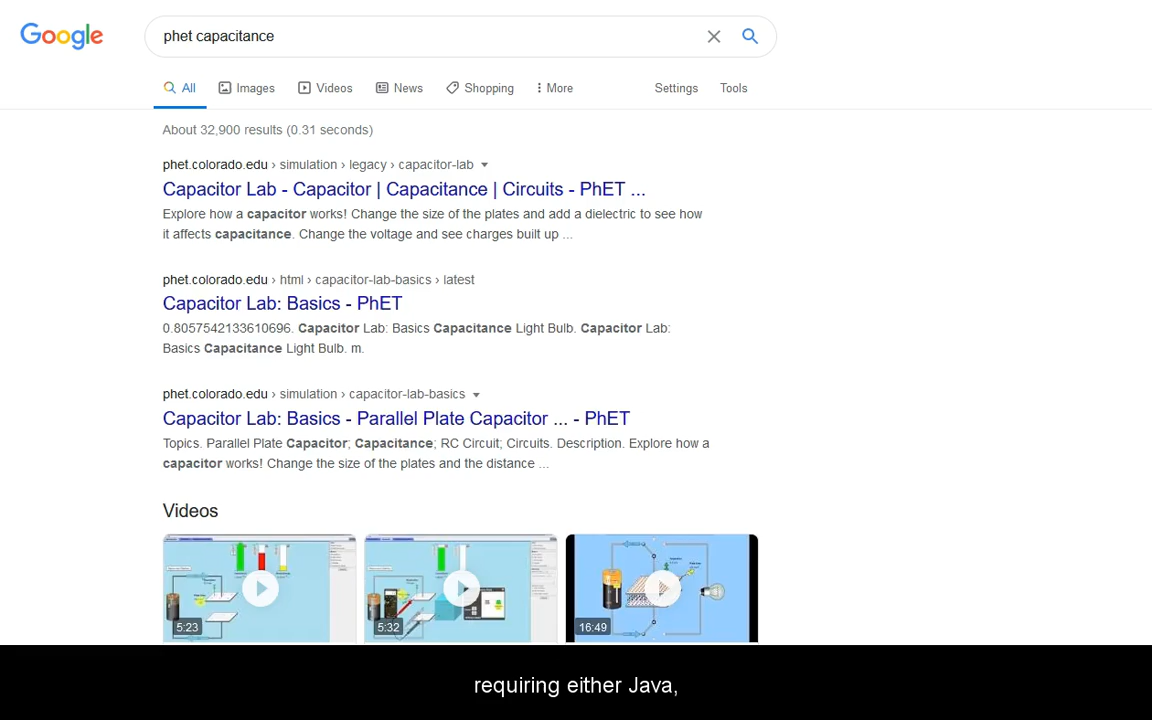 Google
phet capacitance
All Images Videos News Shopping More Settings Tools
About 32,900 results (0.31 seconds)
phet.colorado.edu › simulation › legacy › capacitor-lab
Capacitor Lab - Capacitor | Capacitance | Circuits - PhET ...
Explore how a capacitor works! Change the size of the plates and add a dielectric to see how
it affects capacitance. Change the voltage and see charges built up ...
phet.colorado.edu › html › capacitor-lab-basics › latest
Capacitor Lab: Basics - PhET
0.8057542133610696. Capacitor Lab: Basics Capacitance Light Bulb. Capacitor Lab:
Basics Capacitance Light Bulb. m.
phet.colorado.edu › simulation › capacitor-lab-basics
Capacitor Lab: Basics - Parallel Plate Capacitor ... - PhET
Topics. Parallel Plate Capacitor; Capacitance; RC Circuit; Circuits. Description. Explore how a
capacitor works! Change the size of the plates and the distance ...
Videos
5:23 5:32 16:49
requiring either Java,